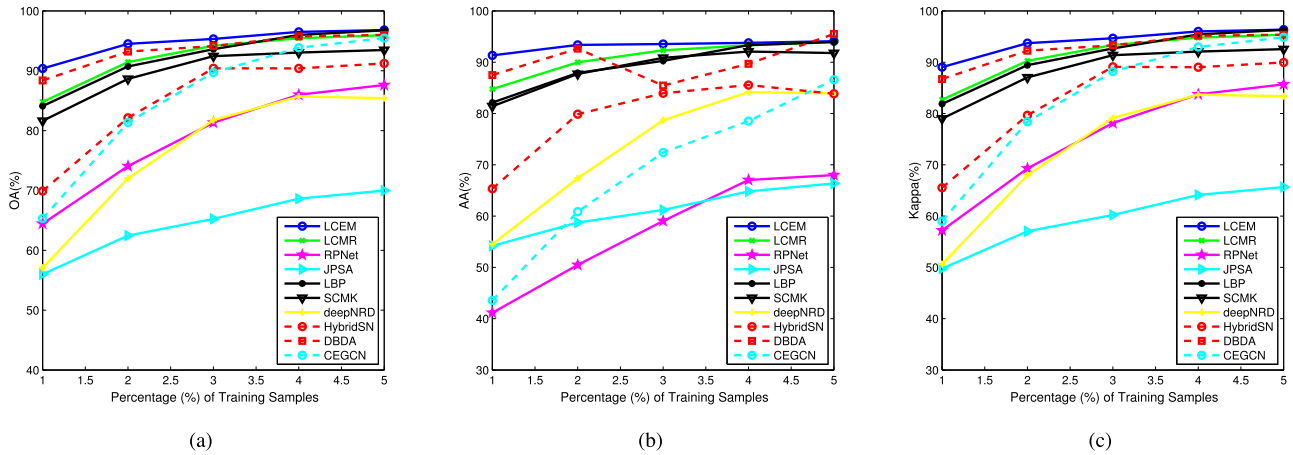 100
90
80
70
60
50
40
OA(%)
1 1.5 2 2.5 3 3.5 4 4.5 5
Percentage (%) of Training Samples
LCEM
LCMR
RPNet
JPSA
LBP
SCMK
deepNRD
HybridSN
DBDA
CEGCN
(a)
100
90
80
70
60
50
40
30
AA(%)
1 1.5 2 2.5 3 3.5 4 4.5 5
Percentage (%) of Training Samples
LCEM
LCMR
RPNet
JPSA
LBP
SCMK
deepNRD
HybridSN
DBDA
CEGCN
(b)
100
90
80
70
60
50
40
30
Kappa(%)
1 1.5 2 2.5 3 3.5 4 4.5 5
Percentage (%) of Training Samples
LCEM
LCMR
RPNet
JPSA
LBP
SCMK
deepNRD
HybridSN
DBDA
CEGCN
(c)